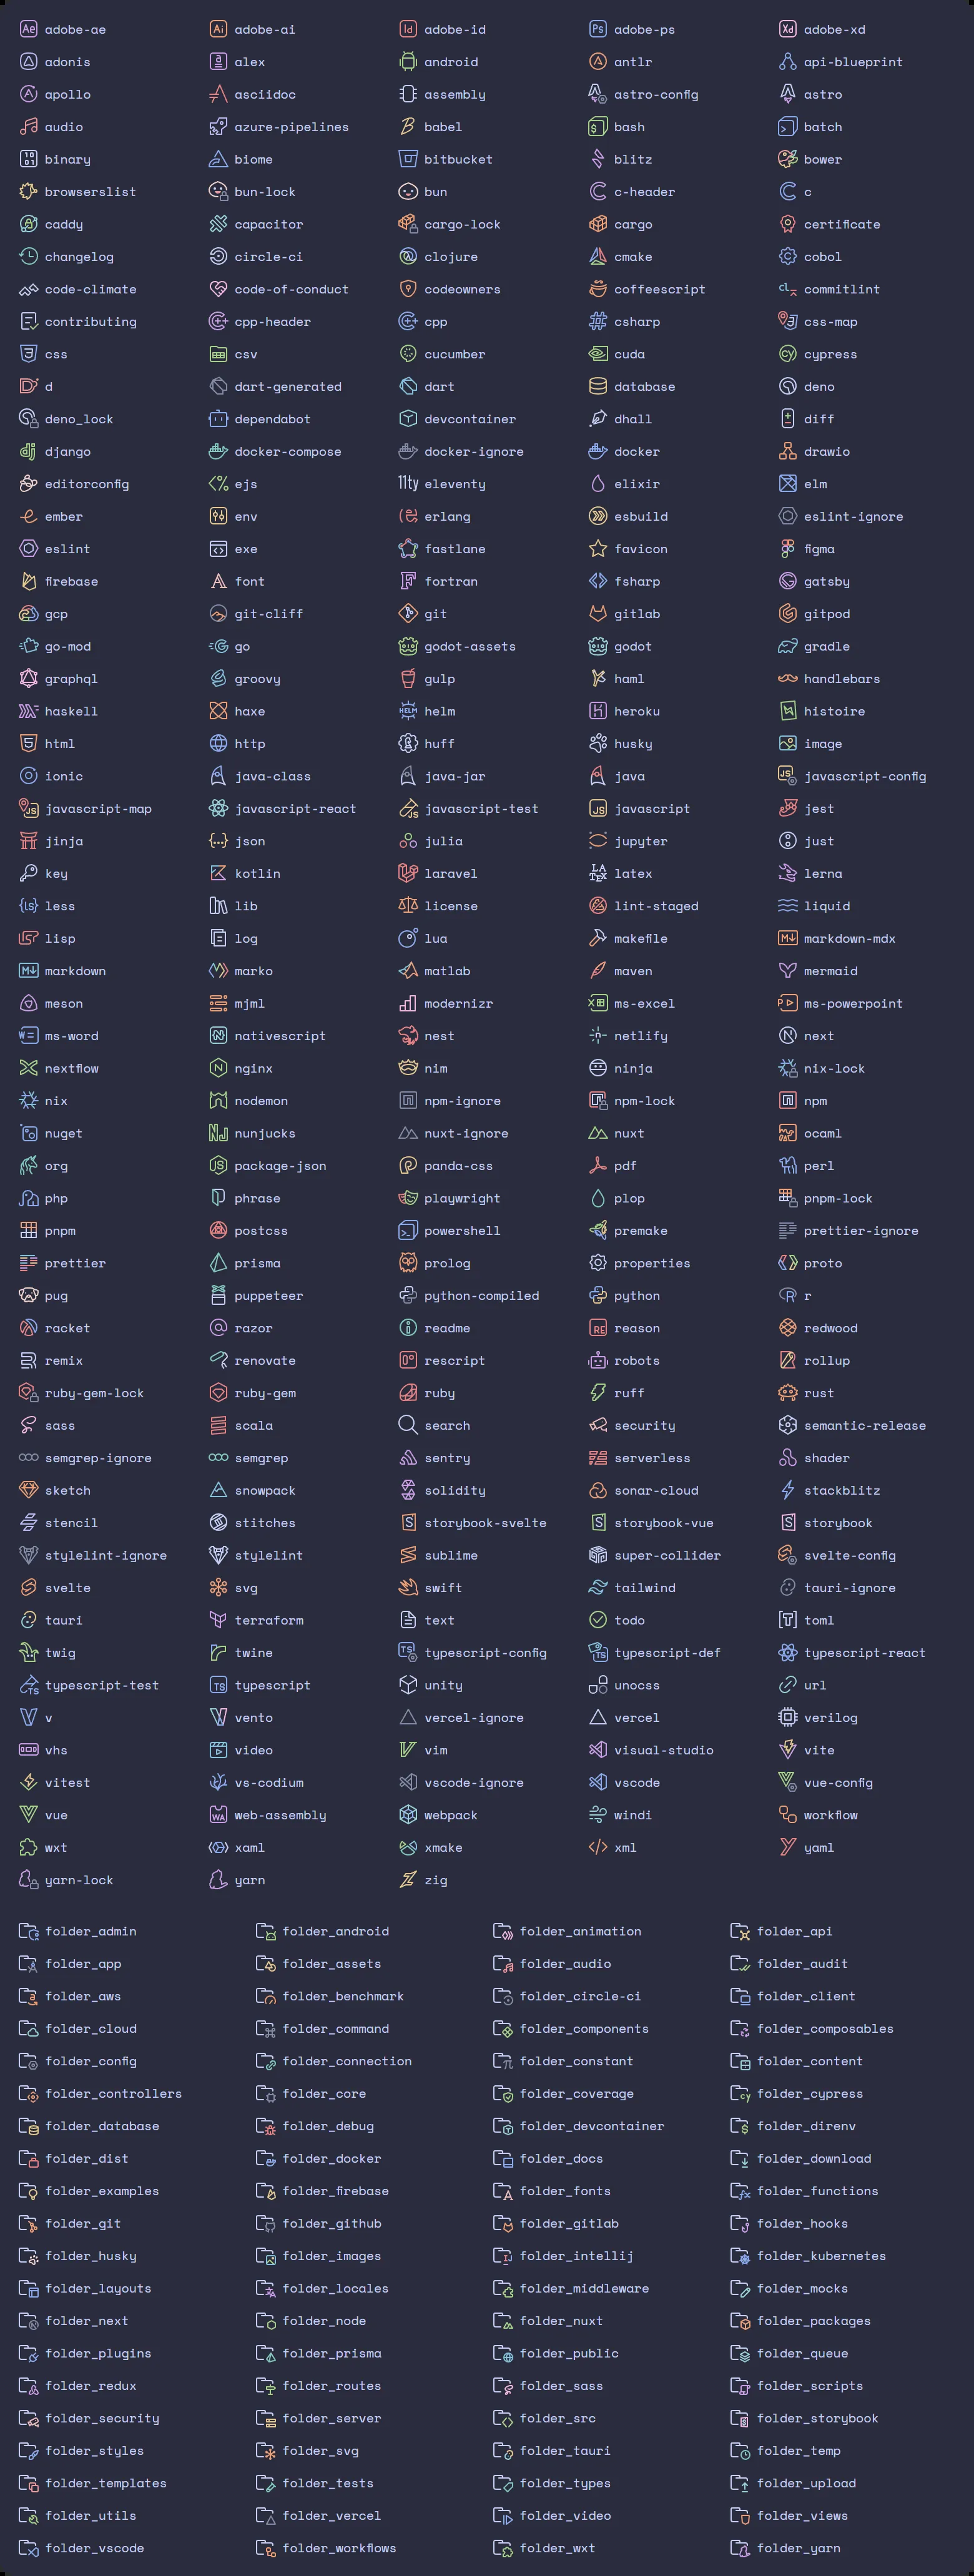 adobe-ae adobe-ai adobe-id adobe-ps adobe-xd
adonis alex android antlr api-blueprint
apollo asciidoc assembly astro-config astro
audio azure-pipelines babel bash batch
binary biome bitbucket blitz bower
browserslist bun-lock bun c-header c
caddy capacitor cargo-lock cargo certificate
changelog circle-ci clojure cmake cobol
code-climate code-of-conduct codeowners coffeescript commitlint
contributing cpp-header cpp csharp css-map
css csv cucumber cuda cypress
d dart-generated dart database deno
deno_lock dependabot devcontainer dhall diff
django docker-compose docker-ignore docker drawio
editorconfig ejs eleventy elixir elm
ember env erlang esbuild eslint-ignore
eslint exe fastlane favicon figma
firebase font fortran fsharp gatsby
gcp git-cliff git gitlab gitpod
go-mod go godot-assets godot gradle
graphql groovy gulp haml handlebars
haskell haxe helm heroku histoire
html http huff husky image
ionic java-class java-jar java javascript-config
javascript-map javascript-react javascript-test javascript jest
jinja json julia jupyter just
key kotlin laravel latex lerna
less lib license lint-staged liquid
lisp log lua makefile markdown-mdx
markdown marko matlab maven mermaid
meson mjml modernizr ms-excel ms-powerpoint
ms-word nativescript nest netlify next
nextflow nginx nim ninja nix-lock
nix nodemon npm-ignore npm-lock npm
nuget nunjucks nuxt-ignore nuxt ocaml
org package-json panda-css pdf perl
php phrase playwright plop pnpm-lock
pnpm postcss powershell premake prettier-ignore
prettier prisma prolog properties proto
pug puppeteer python-compiled python r
racket razor readme reason redwood
remix renovate rescript robots rollup
ruby-gem-lock ruby-gem ruby ruff rust
sass scala search security semantic-release
semgrep-ignore semgrep sentry serverless shader
sketch snowpack solidity sonar-cloud stackblitz
stencil stitches storybook-svelte storybook-vue storybook
stylelint-ignore stylelint sublime super-collider svelte-config
svelte svg swift tailwind tauri-ignore
tauri terraform text todo toml
twig twine typescript-config typescript-def typescript-react
typescript-test typescript unity unocss url
v vento vercel-ignore vercel verilog
vhs video vim visual-studio vite
vitest vs-codium vscode-ignore vscode vue-config
vue web-assembly webpack windi workflow
wxt xaml xmake xml yaml
yarn-lock yarn zig
folder_admin folder_android folder_animation folder_api
folder_app folder_assets folder_audio folder_audit
folder_aws folder_benchmark folder_circle-ci folder_client
folder_cloud folder_command folder_components folder_composables
folder_config folder_connection folder_constant folder_content
folder_controllers folder_core folder_coverage folder_cypress
folder_database folder_debug folder_devcontainer folder_direnv
folder_dist folder_docker folder_docs folder_download
folder_examples folder_firebase folder_fonts folder_functions
folder_git folder_github folder_gitlab folder_hooks
folder_husky folder_images folder_intellij folder_kubernetes
folder_layouts folder_locales folder_middleware folder_mocks
folder_next folder_node folder_nuxt folder_packages
folder_plugins folder_prisma folder_public folder_queue
folder_redux folder_routes folder_sass folder_scripts
folder_security folder_server folder_src folder_storybook
folder_styles folder_svg folder_tauri folder_temp
folder_templates folder_tests folder_types folder_upload
folder_utils folder_vercel folder_video folder_views
folder_vscode folder_workflows folder_wxt folder_yarn